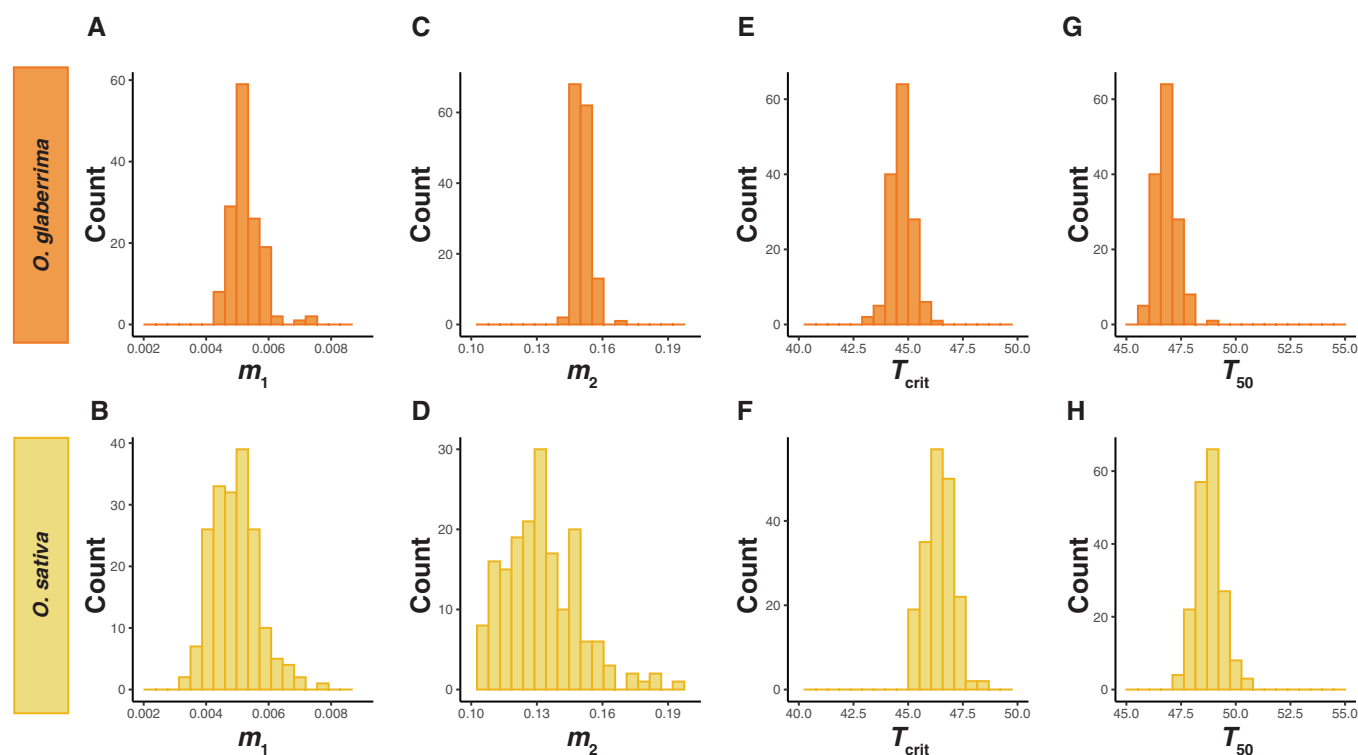 A
C
E
G
O. glaberrima
Count
60
40
20
0
0.002 0.004 0.006 0.008
m1
Count
60
40
20
0
0.10 0.13 0.16 0.19
m2
Count
60
40
20
0
40.0 42.5 45.0 47.5 50.0
Tcrit
Count
60
40
20
0
45.0 47.5 50.0 52.5 55.0
T50
B
D
F
H
O. sativa
Count
40
30
20
10
0
0.002 0.004 0.006 0.008
m1
Count
30
20
10
0
0.10 0.13 0.16 0.19
m2
Count
40
20
0
40.0 42.5 45.0 47.5 50.0
Tcrit
Count
60
40
20
0
45.0 47.5 50.0 52.5 55.0
T50